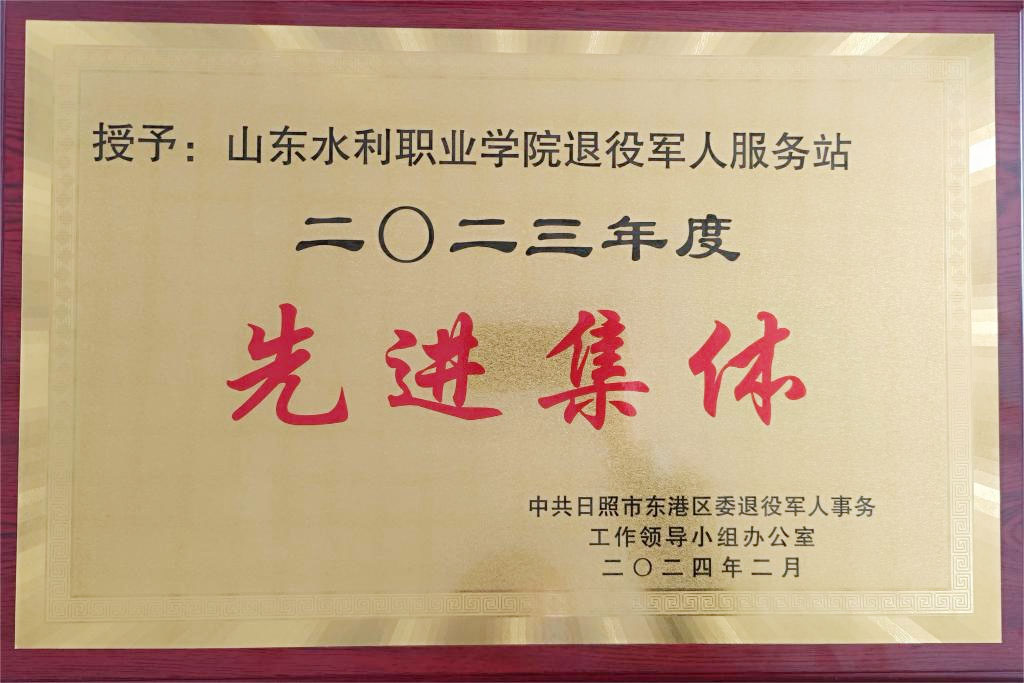 授予：山东水利职业学院退役军人服务站
二〇二三年度
先进集体
中共日照市东港区委退役军人事务
工作领导小组办公室
二〇二四年二月